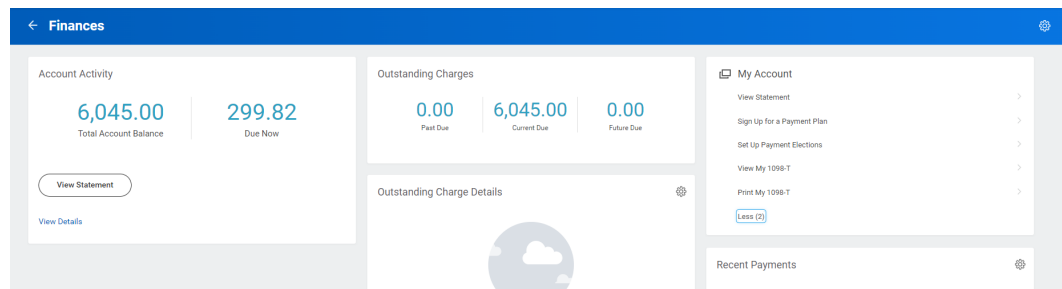 Finances
Account Activity
6,045.00
Total Account Balance
299.82
Due Now
View Statement
View Details
Outstanding Charges
0.00
Past Due
6,045.00
Current Due
0.00
Future Due
Outstanding Charge Details
My Account
View Statement
Sign Up for a Payment Plan
Set Up Payment Elections
View My 1098-T
Print My 1098-T
Less (2)
Recent Payments